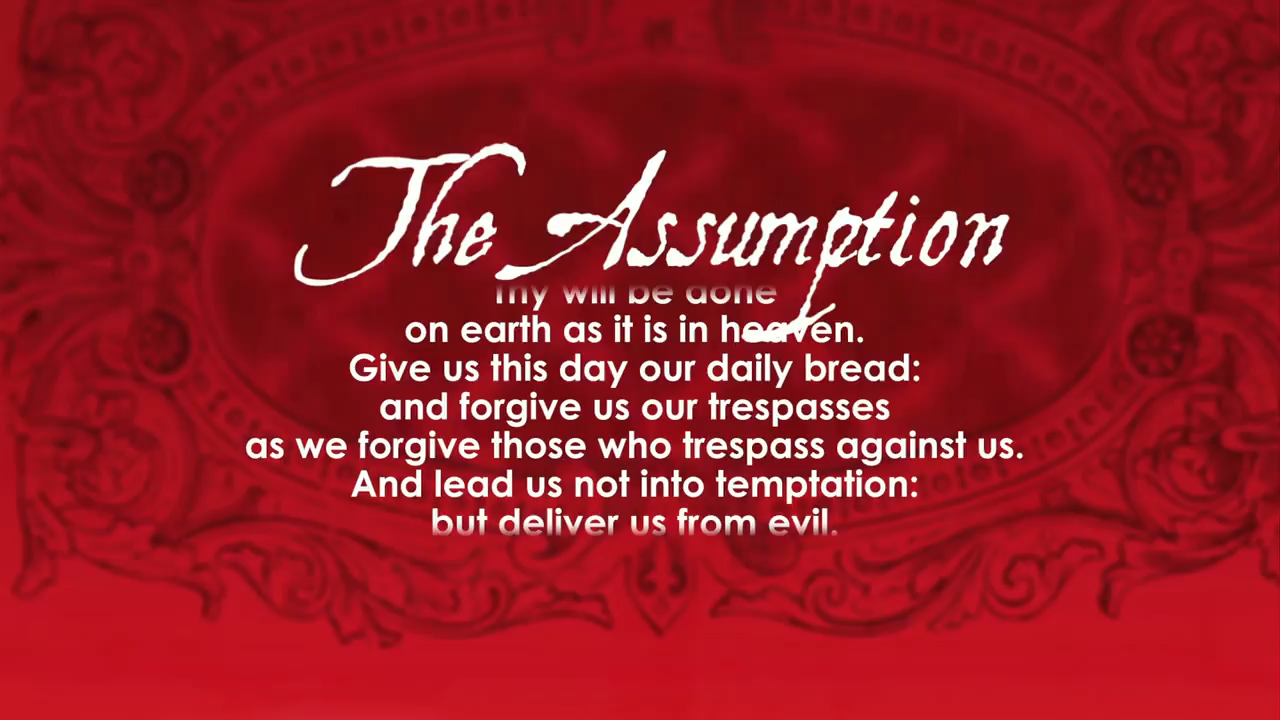 The Assumption
Thy will be done
on earth as it is in heaven.
Give us this day our daily bread:
and forgive us our trespasses
as we forgive those who trespass against us.
And lead us not into temptation:
but deliver us from evil.